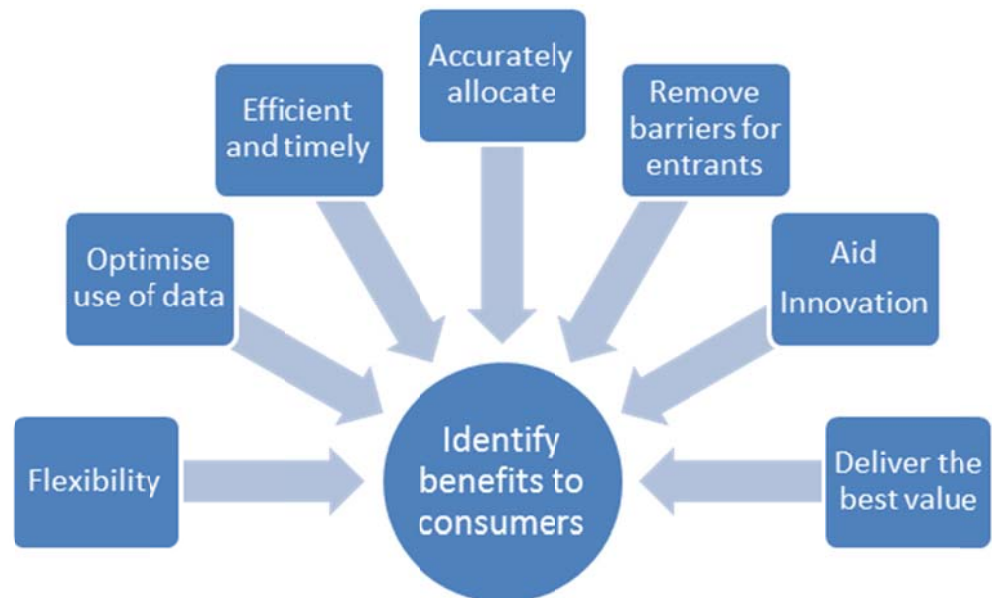 Flexibility
Optimise
use of data
Efficient
and timely
Accurately
allocate
Remove
barriers for
entrants
Aid
Innovation
Deliver the
best value
Identify
benefits to
consumers